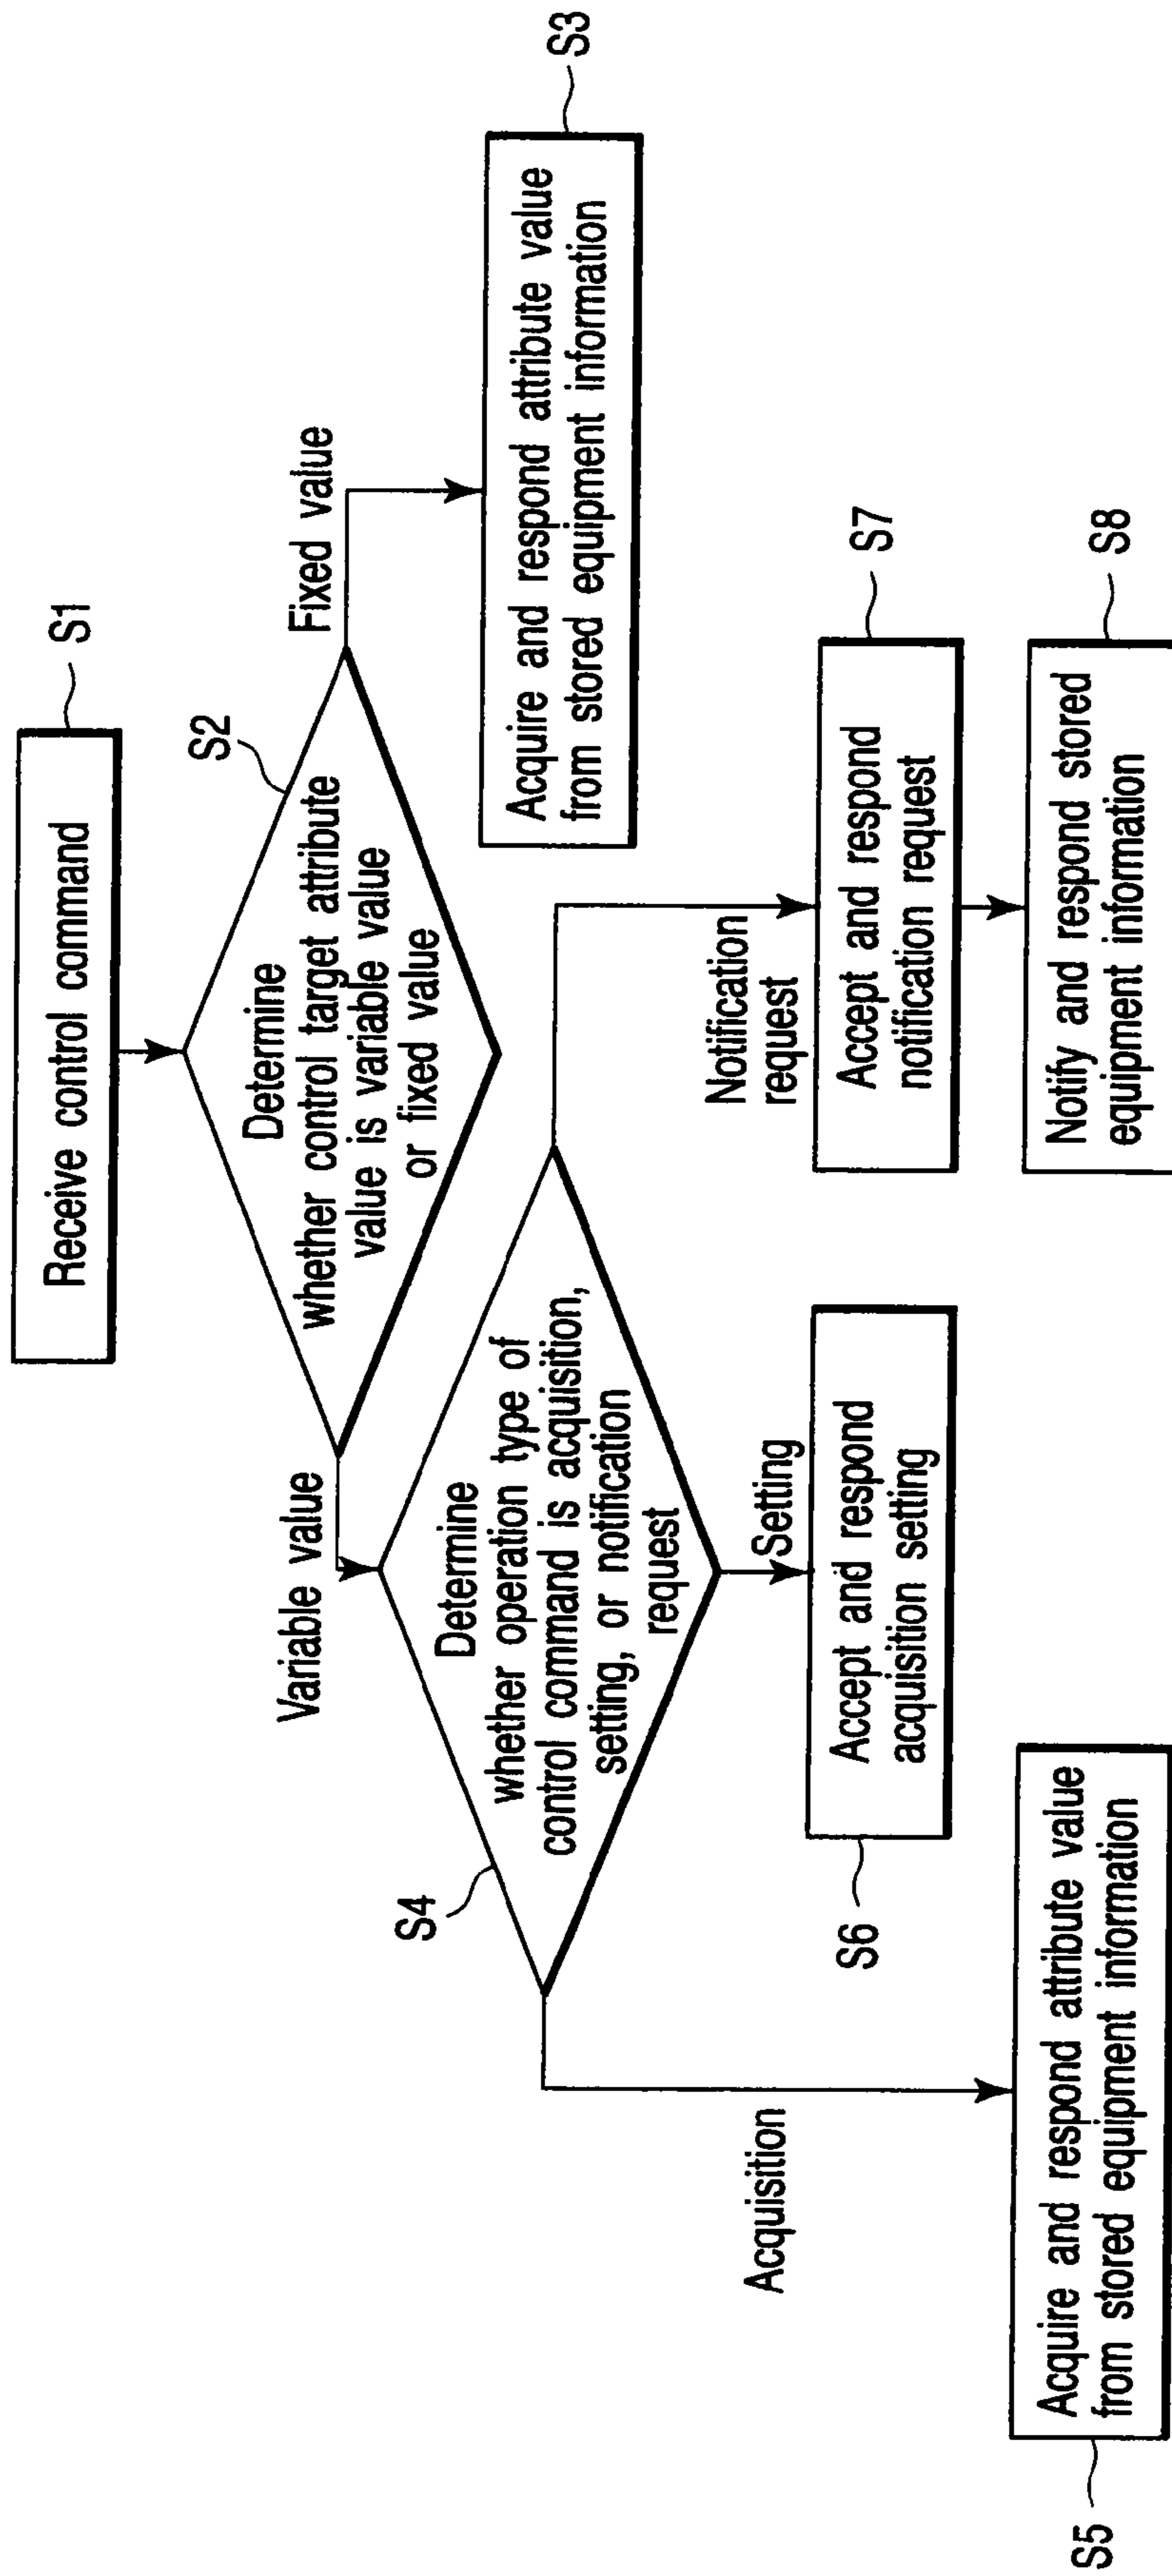 Receive control command
S1
S2
Determine
whether control target attribute
value is variable value
or fixed value
Fixed value
Variable value
Acquire and respond attribute value
from stored equipment information
S3
S4
Determine
whether operation type of
control command is acquisition,
setting, or notification
request
Notification
request
Setting
Acquisition
Accept and respond
notification request
S7
Accept and respond
acquisition setting
S6
Notify and respond stored
equipment information
S8
Acquire and respond attribute value
from stored equipment information
S5